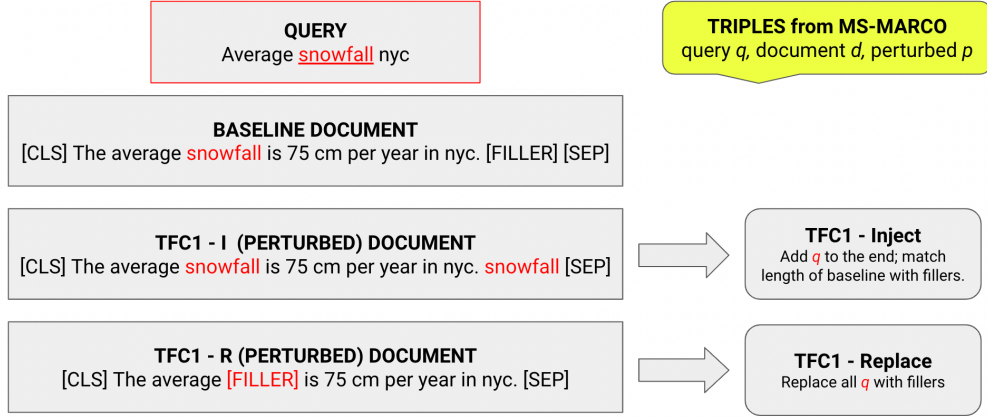 QUERY
Average snowfall nyc
TRIPLES from MS-MARCO
query q, document d, perturbed p
BASELINE DOCUMENT
[CLS] The average snowfall is 75 cm per year in nyc. [FILLER] [SEP]
TFC1 - I (PERTURBED) DOCUMENT
[CLS] The average snowfall is 75 cm per year in nyc. snowfall [SEP]
TFC1 - Inject
Add q to the end; match
length of baseline with fillers.
TFC1 - R (PERTURBED) DOCUMENT
[CLS] The average [FILLER] is 75 cm per year in nyc. [SEP]
TFC1 - Replace
Replace all q with fillers